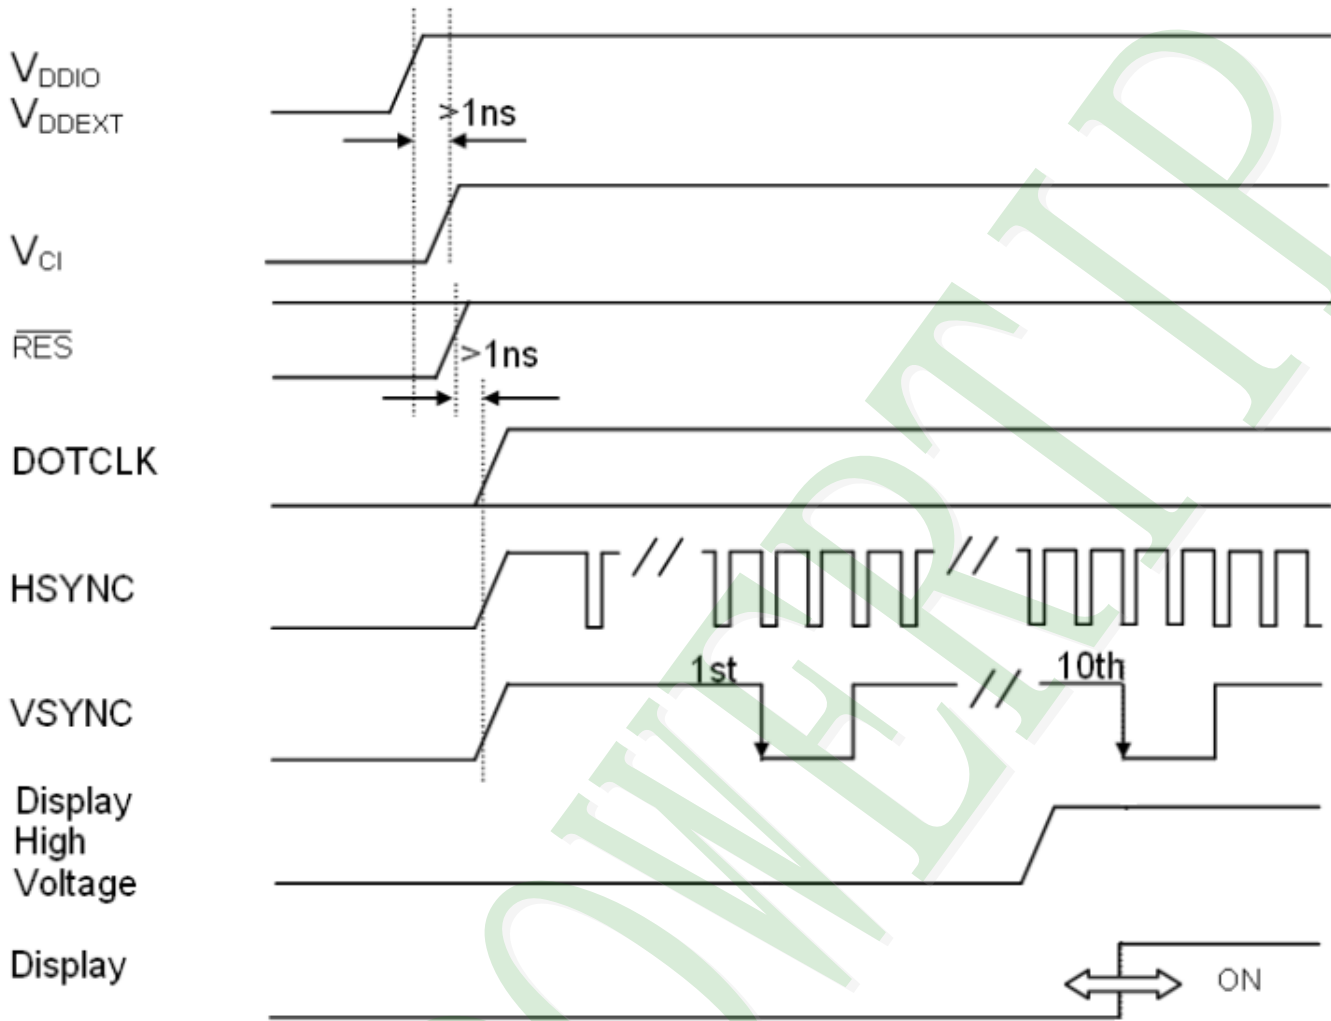 VDDIO
VDDEXT
>1ns
VCI
RES
>1ns
DOTCLK
HSYNC
VSYNC
1st
10th
Display
High
Voltage
Display
ON